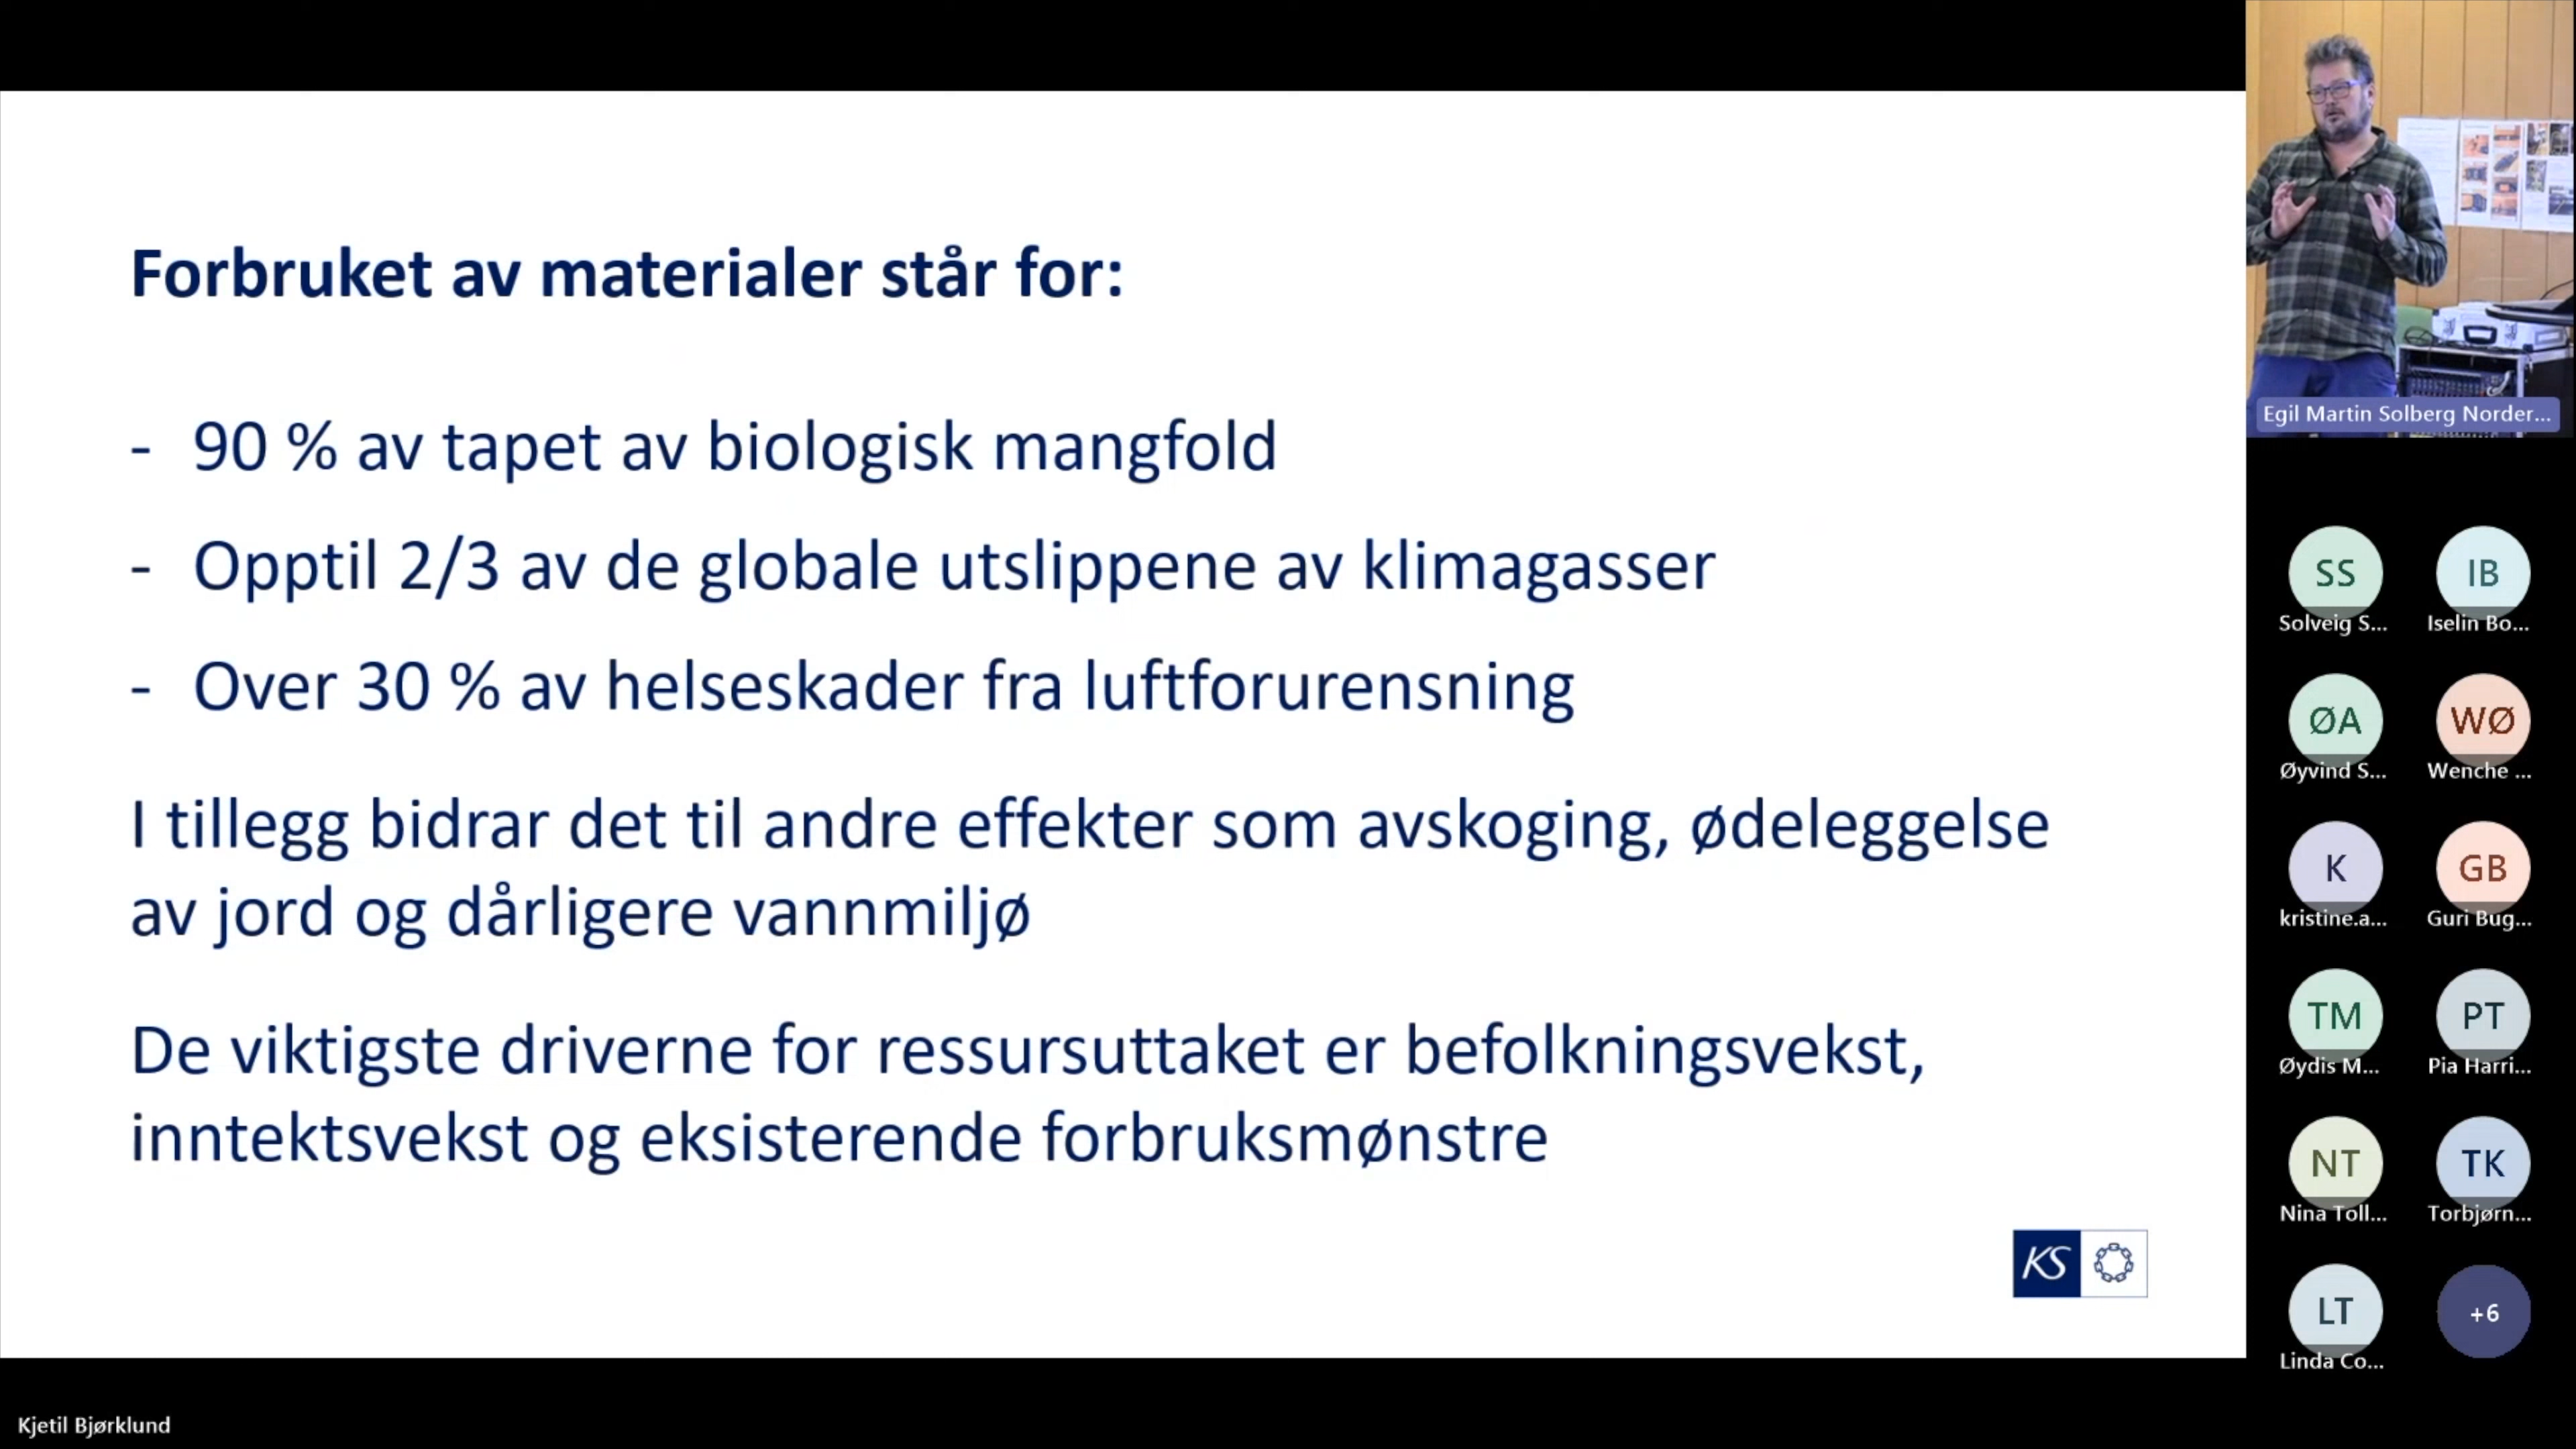 Forbruket av materialer står for:
- 90 % av tapet av biologisk mangfold
- Opptil 2/3 av de globale utslippene av klimagasser
- Over 30 % av helseskader fra luftforurensning
I tillegg bidrar det til andre effekter som avskoging, ødeleggelse
av jord og dårligere vannmiljø
De viktigste driverne for ressursuttaket er befolkningsvekst,
inntektsvekst og eksisterende forbruksmønstre
KS
Egil Martin Solberg Norder...
SS
Solveig S...
IB
Iselin Bo...
ØA
Øyvind S...
WØ
Wenche ...
K
kristine.a...
GB
Guri Bug...
TM
Øydis M...
PT
Pia Harri...
NT
Nina Toll...
TK
Torbjørn...
LT
Linda Co...
+6
Kjetil Bjørklund